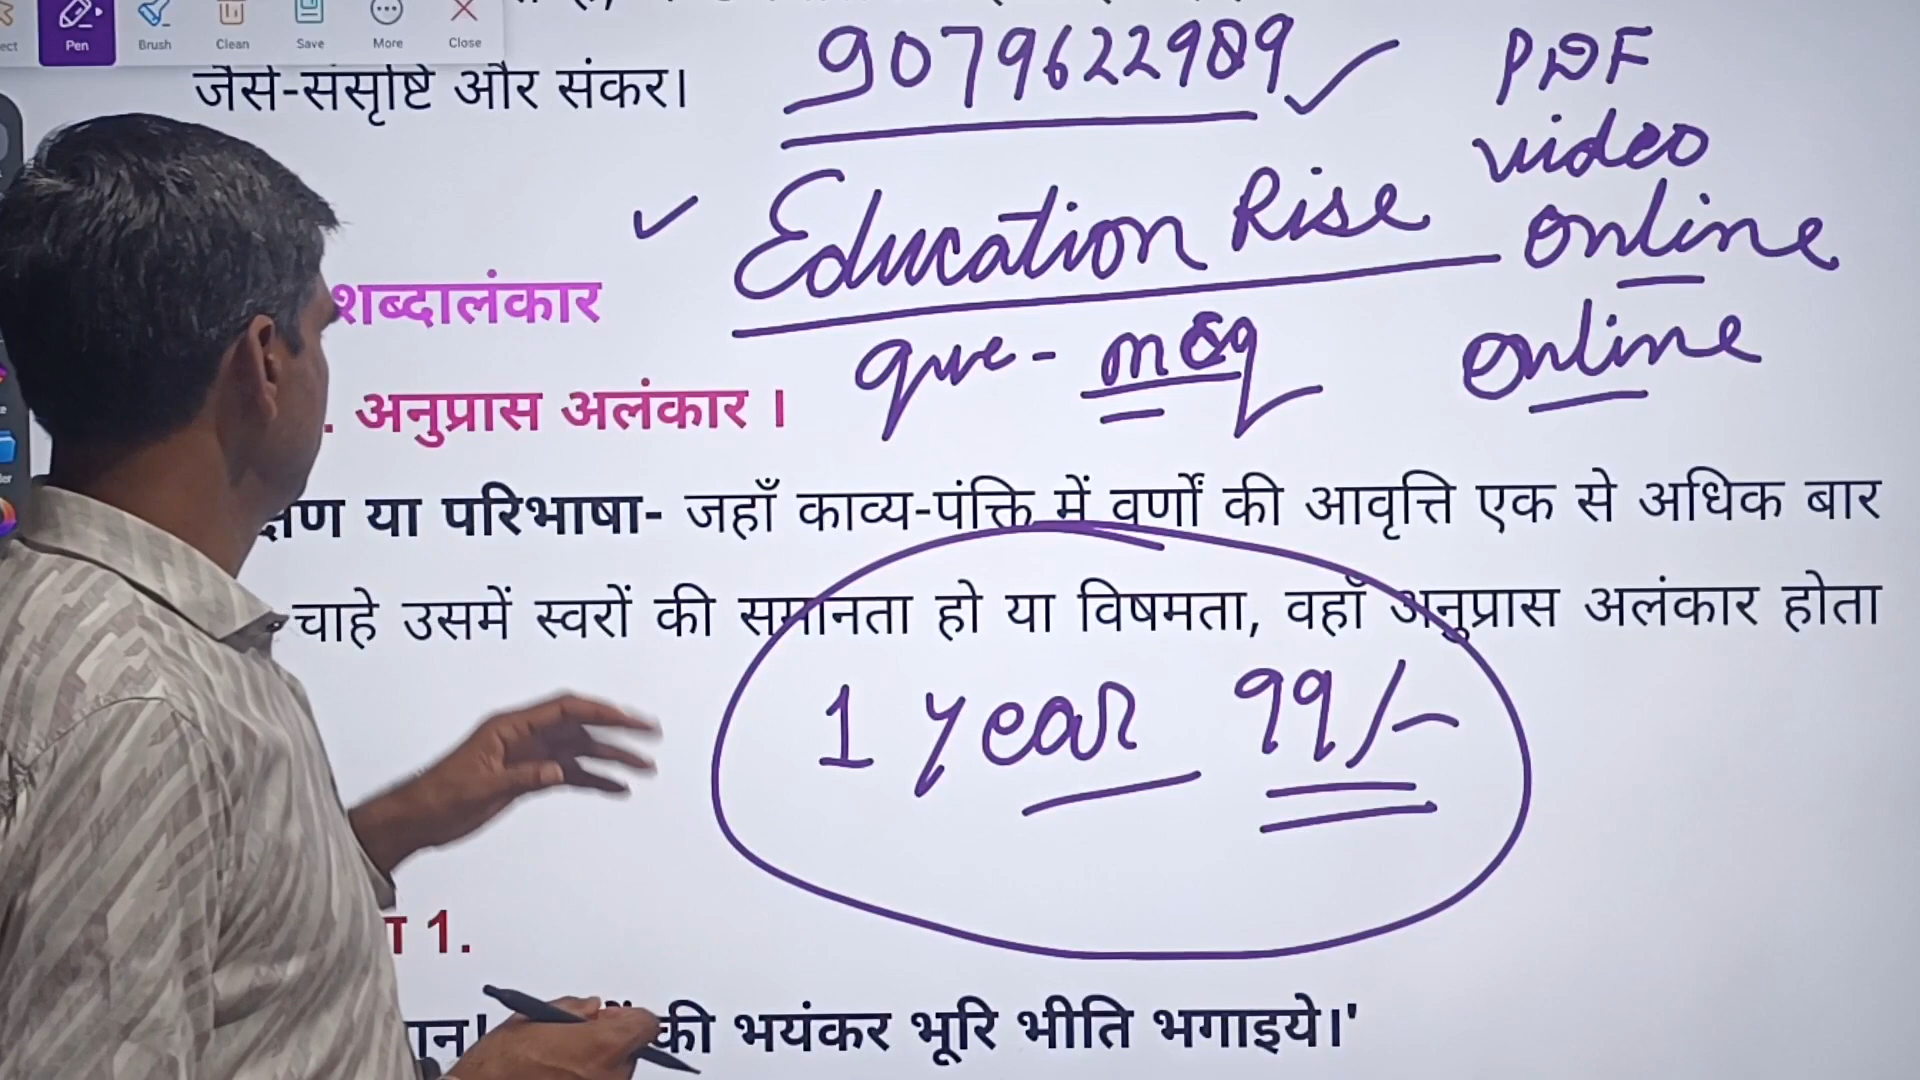 Pen Brush Clean Save More Close
जैसे-संसृष्टि और संकर।
9079622989
PDF
video
Education Rise
online
शब्दालंकार
que - mcq
online
. अनुप्रास अलंकार ।
या परिभाषा- जहाँ काव्य-पंक्ति में वर्णों की आवृत्ति एक से अधिक बार
चाहे उसमें स्वरों की समानता हो या विषमता, वहाँ अनुप्रास अलंकार होता
1 year 99/-
1.
की भयंकर भूरि भीति भगाइये।'